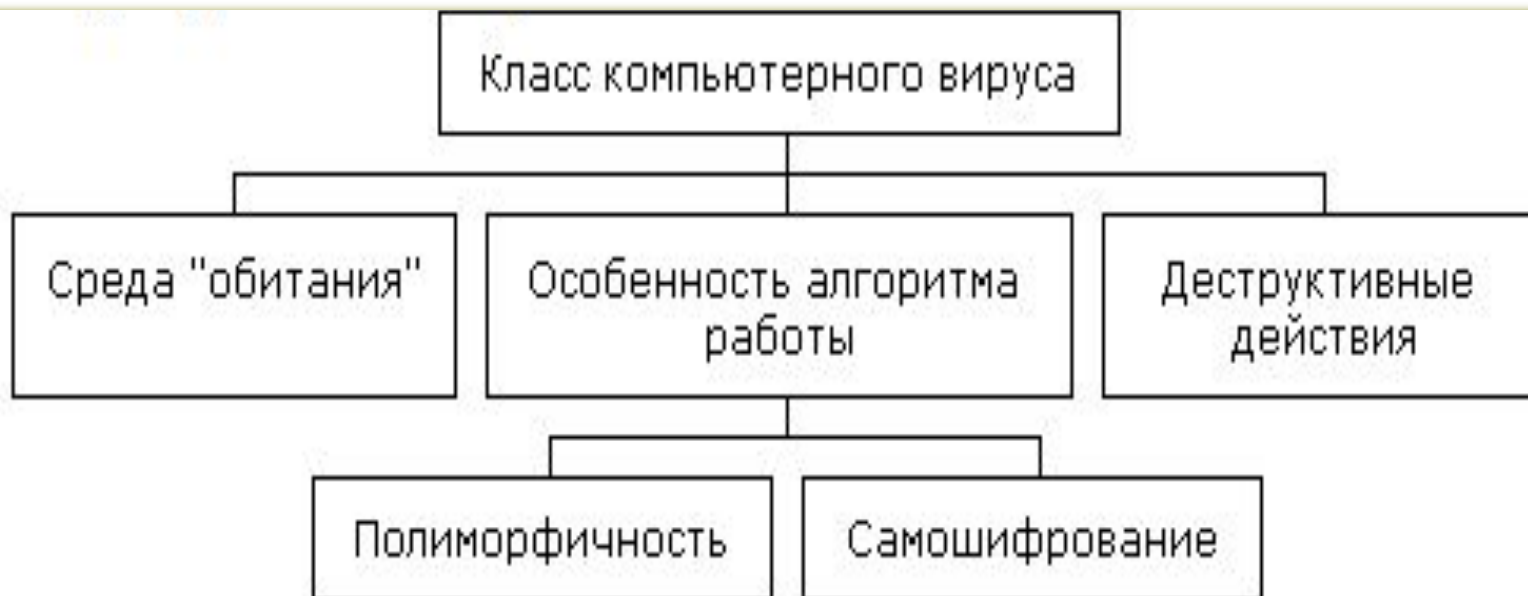 Класс компьютерного вируса
Среда "обитания"
Особенность алгоритма
работы
Деструктивные
действия
Полиморфичность
Самошифрование